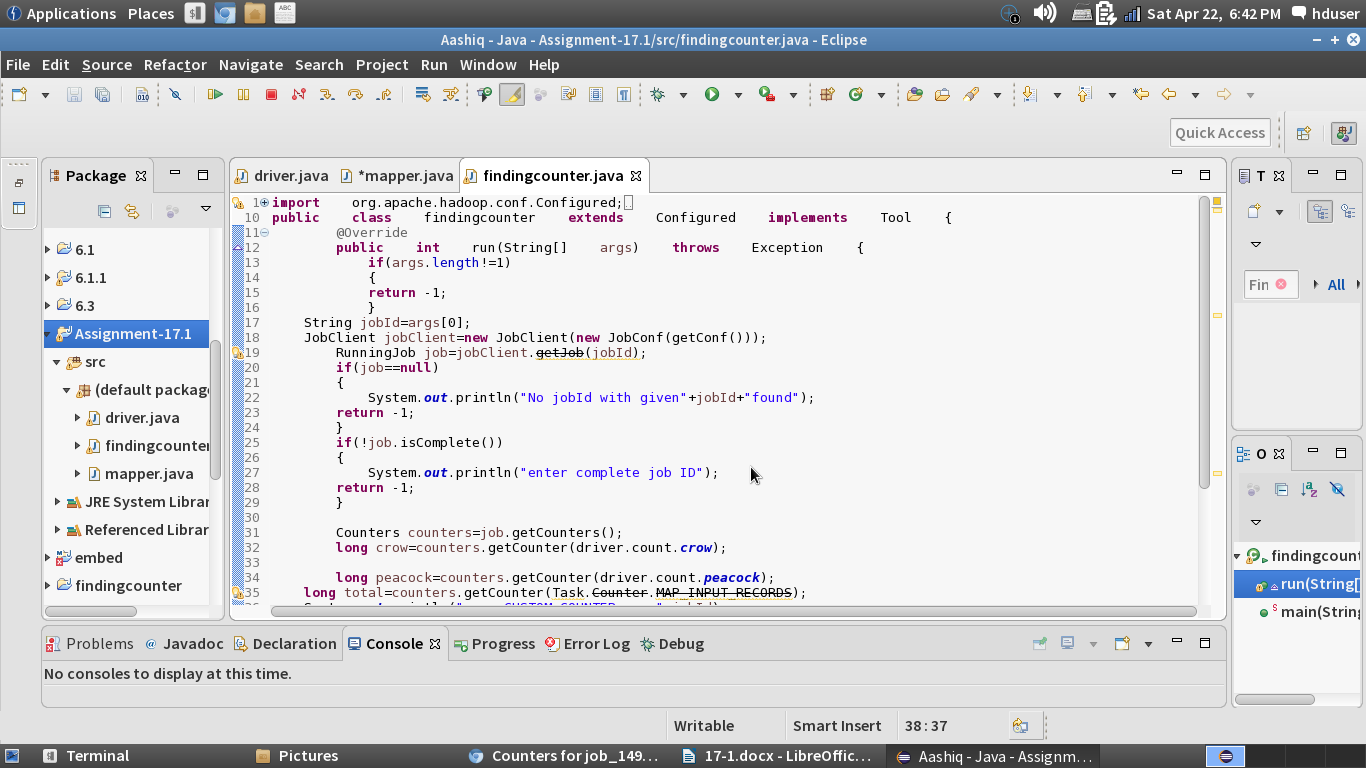 Applications Places Sat Apr 22, 6:42 PM hduser
Aashiq - Java - Assignment-17.1/src/findingcounter.java - Eclipse
File Edit Source Refactor Navigate Search Project Run Window Help
Quick Access
Package
driver.java *mapper.java findingcounter.java
T
6.1
6.1.1
6.3
Assignment-17.1
src
(default packag
driver.java
findingcounter
mapper.java
JRE System Librar
Referenced Librar
embed
findingcounter
1 import org.apache.hadoop.conf.Configured;
10 public class findingcounter extends Configured implements Tool {
11 @Override
12 public int run(String[] args) throws Exception {
13 if(args.length!=1)
14 {
15 return -1;
16 }
17 String jobId=args[0];
18 JobClient jobClient=new JobClient(new JobConf(getConf()));
19 RunningJob job=jobClient.getJob(jobId);
20 if(job==null)
21 {
22 System.out.println("No jobId with given"+jobId+"found");
23 return -1;
24 }
25 if(!job.isComplete())
26 {
27 System.out.println("enter complete job ID");
28 return -1;
29 }
30
31 Counters counters=job.getCounters();
32 long crow=counters.getCounter(driver.count.crow);
33
34 long peacock=counters.getCounter(driver.count.peacock);
35 long total=counters.getCounter(Task.Counter.MAP_INPUT_RECORDS);
Fin All
O
findingcount
run(String[
main(String
Problems Javadoc Declaration Console Progress Error Log Debug
No consoles to display at this time.
Writable Smart Insert 38 : 37
Terminal Pictures Counters for job_149... 17-1.docx - LibreOffic... Aashiq - Java - Assignm...